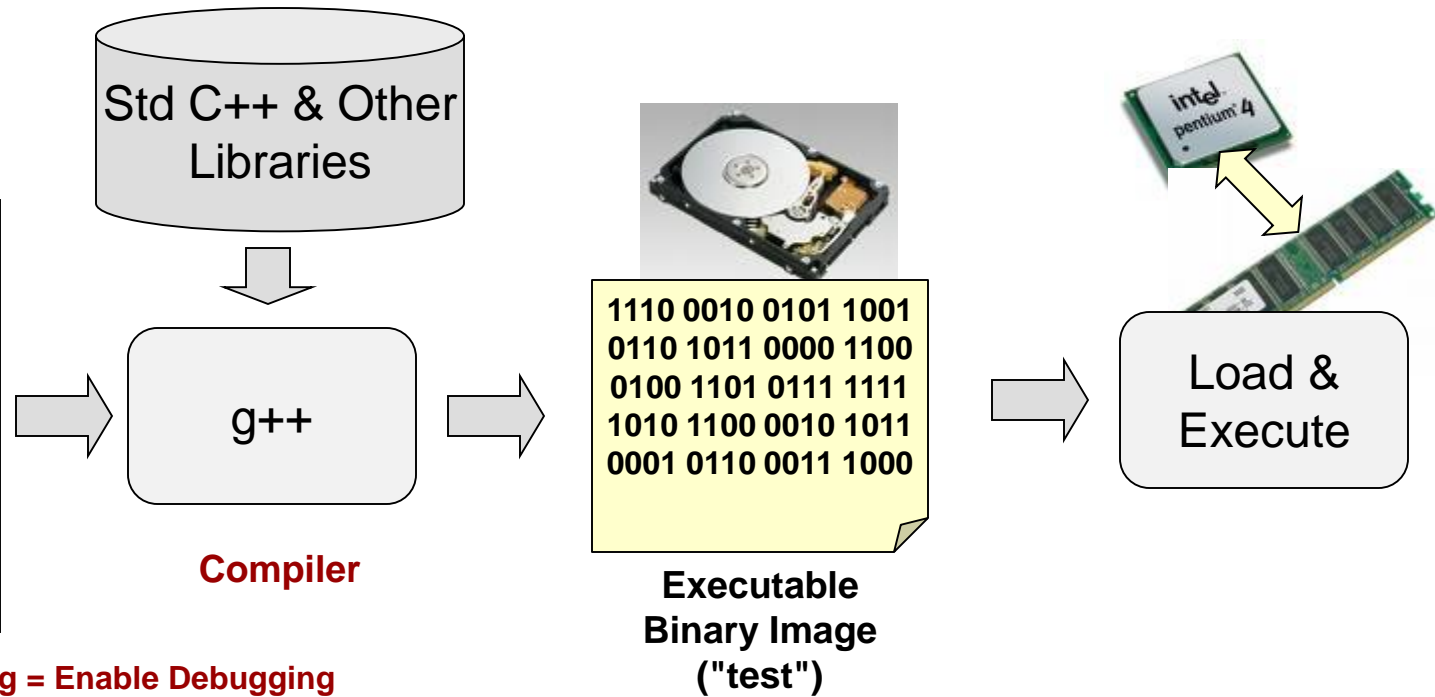 Std C++ & Other
Libraries
intel
pentium 4
1110 0010 0101 1001
0110 1011 0000 1100
0100 1101 0111 1111
1010 1100 0010 1011
0001 0110 0011 1000
g++
Load &
Execute
Compiler
Executable
Binary Image
("test")
g = Enable Debugging